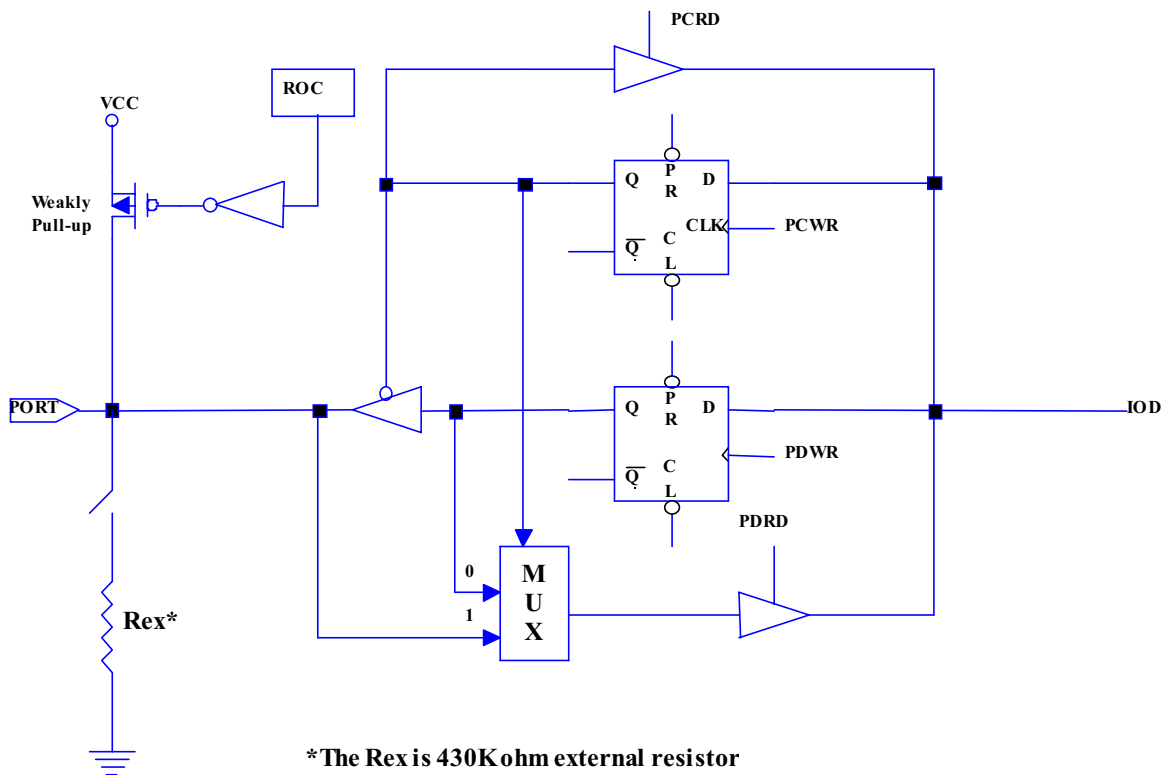 PCRD
ROC
VCC
Weakly
Pull-up
Q
P
R
D
CLK
PCWR
Q
C
L
PORT
Q
P
R
D
IOD
PDWR
Q
C
L
PDRD
0
1
M
U
X
Rex*
*The Rex is 430K ohm external resistor